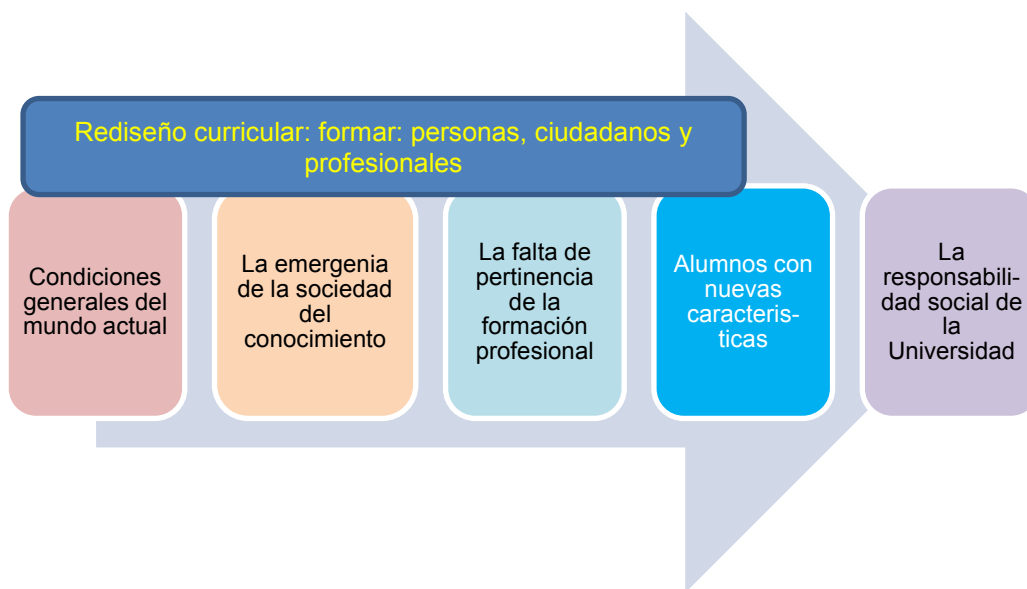 Rediseño curricular: formar: personas, ciudadanos y
profesionales
Condiciones
generales del
mundo actual
La emergenia
de la sociedad
del
conocimiento
La falta de
pertinencia
de la
formación
profesional
Alumnos con
nuevas
caracteris-
ticas
La
responsabili-
dad social de
la
Universidad